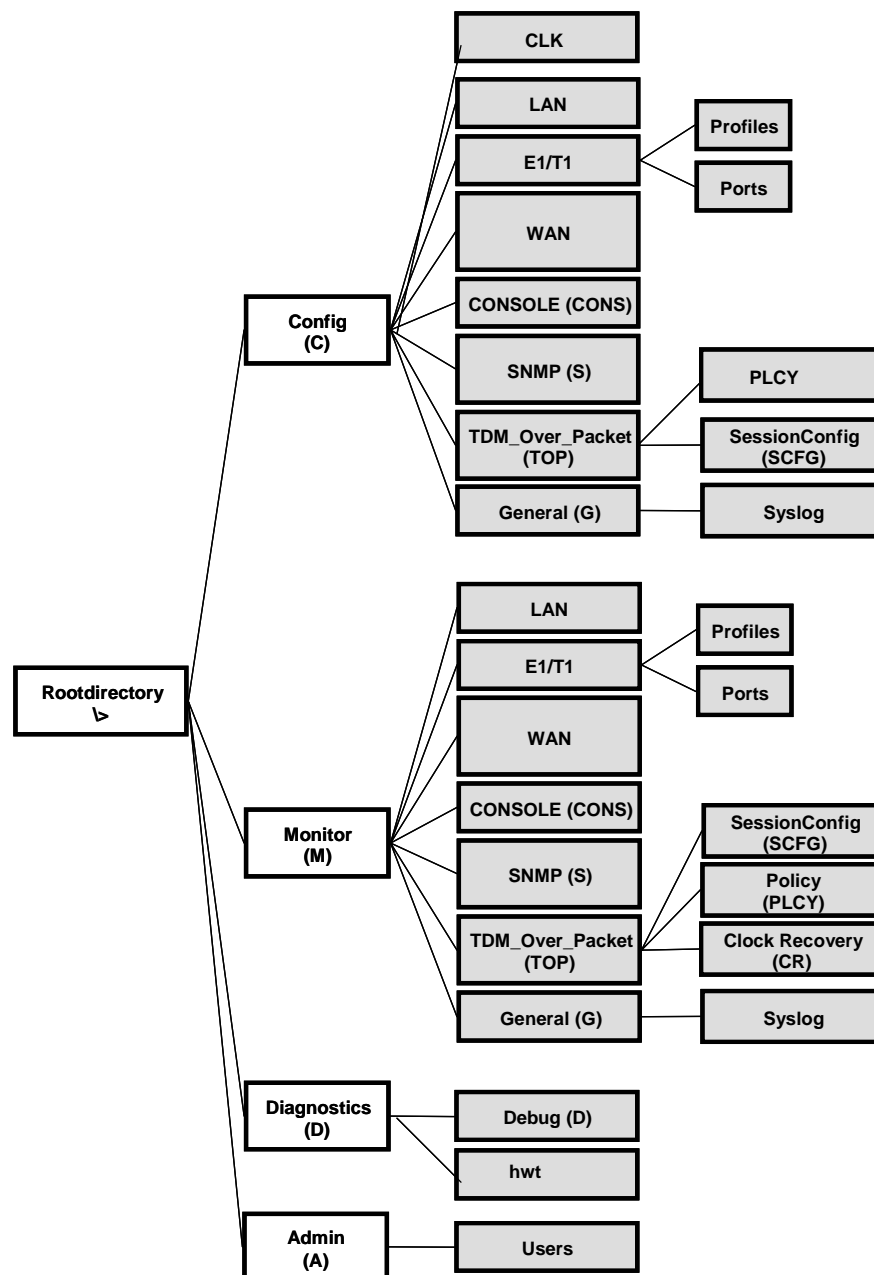 CLK
LAN
Profiles
E1/T1
Ports
WAN
CONSOLE (CONS)
Config
(C)
SNMP (S)
PLCY
TDM_Over_Packet
(TOP)
SessionConfig
(SCFG)
General (G)
Syslog
LAN
Profiles
E1/T1
Ports
Rootdirectory
\>
WAN
CONSOLE (CONS)
Monitor
(M)
SessionConfig
(SCFG)
SNMP (S)
Policy
(PLCY)
TDM_Over_Packet
(TOP)
Clock Recovery
(CR)
General (G)
Syslog
Diagnostics
(D)
Debug (D)
hwt
Admin
(A)
Users